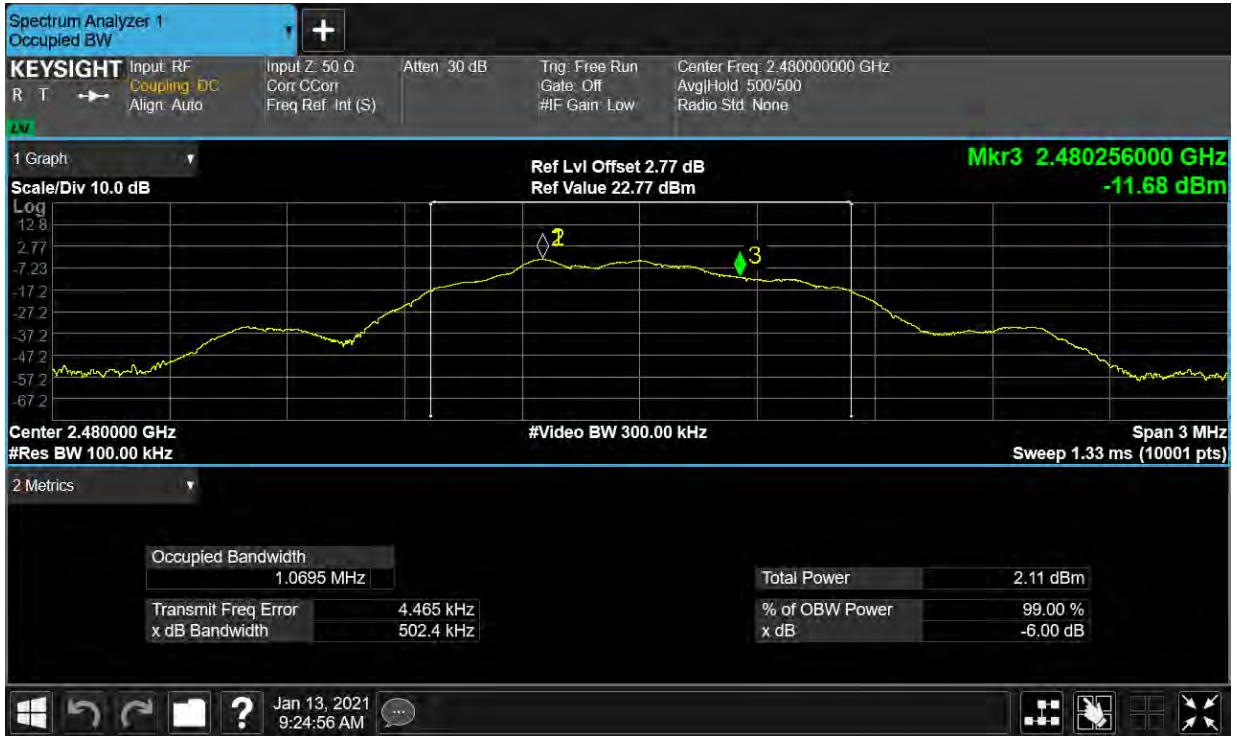 Spectrum Analyzer 1
Occupied BW
+
KEYSIGHT Input: RF Input Z: 50 Ω Atten: 30 dB Trig: Free Run Center Freq: 2.480000000 GHz
R T Coupling: DC Corr CCorr Gate: Off Avg|Hold: 500/500
Align: Auto Freq Ref: Int (S) #IF Gain: Low Radio Std: None
1 Graph Ref Lvl Offset 2.77 dB Mkr3 2.480256000 GHz
Scale/Div 10.0 dB Ref Value 22.77 dBm -11.68 dBm
Log
12.8
2.77
-7.23
-17.2
-27.2
-37.2
-47.2
-57.2
-67.2
2
3
Center 2.480000 GHz #Video BW 300.00 kHz Span 3 MHz
#Res BW 100.00 kHz Sweep 1.33 ms (10001 pts)
2 Metrics
Occupied Bandwidth
1.0695 MHz Total Power 2.11 dBm
Transmit Freq Error 4.465 kHz % of OBW Power 99.00 %
x dB Bandwidth 502.4 kHz x dB -6.00 dB
? Jan 13, 2021
9:24:56 AM